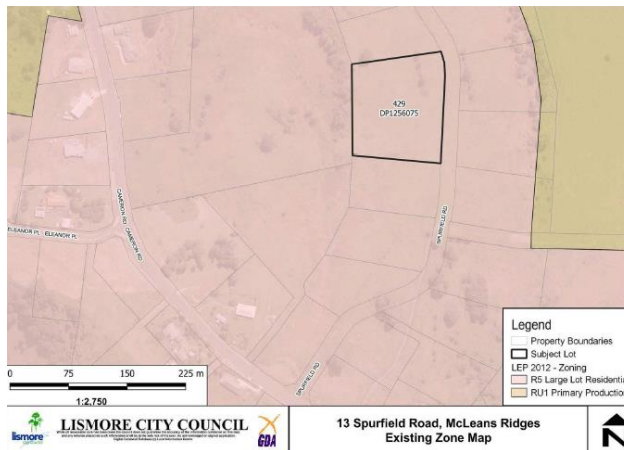 429
DP1256075
CAMERON RD CAMERON RD
ELEANOR PL - ELEANOR PL
SPURFIELD RD
SPURFIELD RD
Legend
Property Boundaries
Subject Lot
LEP 2012 - Zoning
R5 Large Lot Residentia
RU1 Primary Production
0 75 150 225 m
1:2,750
lismore
LISMORE CITY COUNCIL
GDA
13 Spurfield Road, McLeans Ridges
Existing Zone Map
N